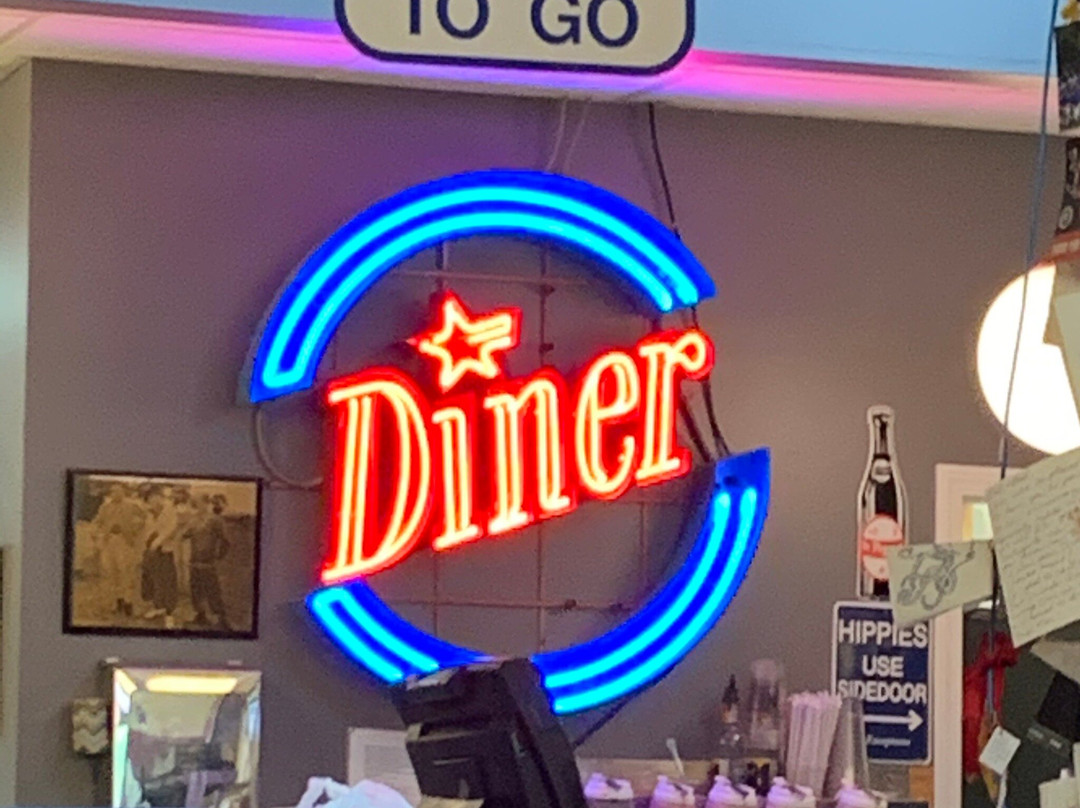 TO GO
Diner
HIPPIES
USE
SIDEDOOR